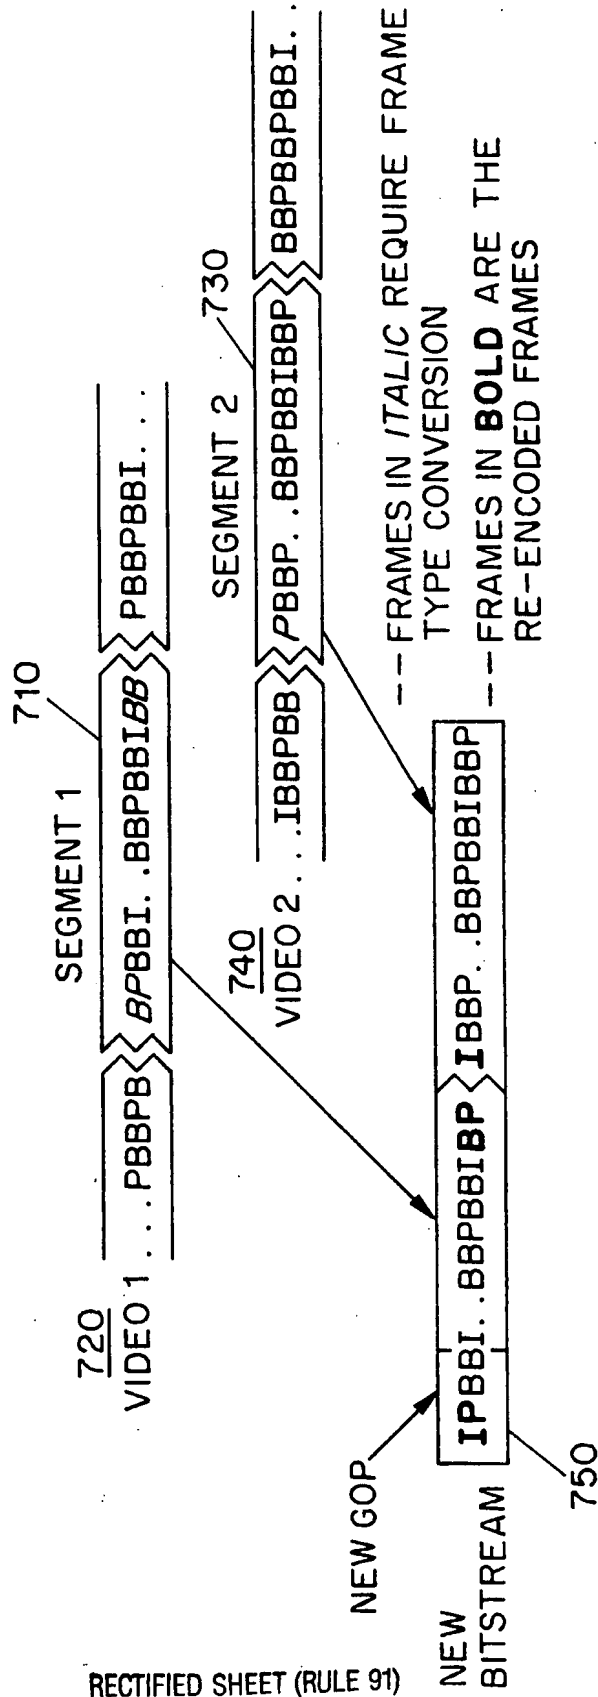 710
SEGMENT 1
720
VIDEO 1 . . . .PBBPB BPBBI. .BBPBBIBB PBBPBBI. . . .
730
SEGMENT 2
740
VIDEO 2 . . . .IBBPBB PBBP. .BBPBBIBBP BBPBBPBBI. . .
NEW GOP
NEW
BITSTREAM
IPBBI. .BBPBBIBP IBBP. .BBPBBIBBP
750
-- FRAMES IN ITALIC REQUIRE FRAME
TYPE CONVERSION
-- FRAMES IN BOLD ARE THE
RE-ENCODED FRAMES
RECTIFIED SHEET (RULE 91)